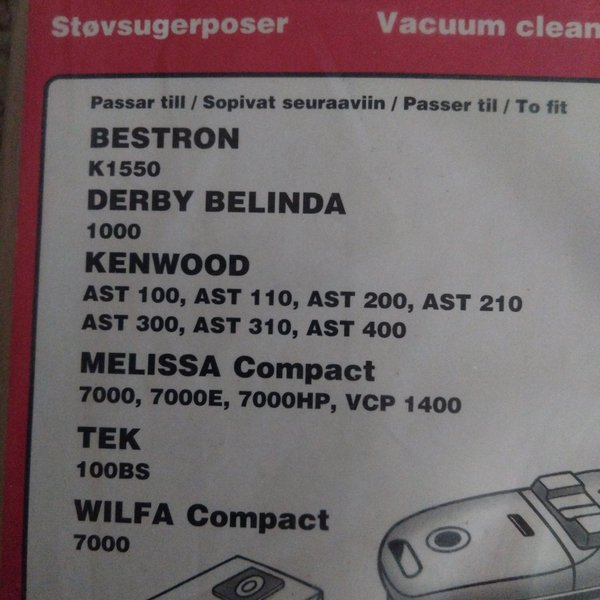 Støvsugerposer Vacuum clean
Passar till / Sopivat seuraaviin / Passer til / To fit
BESTRON
K1550
DERBY BELINDA
1000
KENWOOD
AST 100, AST 110, AST 200, AST 210
AST 300, AST 310, AST 400
MELISSA Compact
7000, 7000E, 7000HP, VCP 1400
TEK
100BS
WILFA Compact
7000